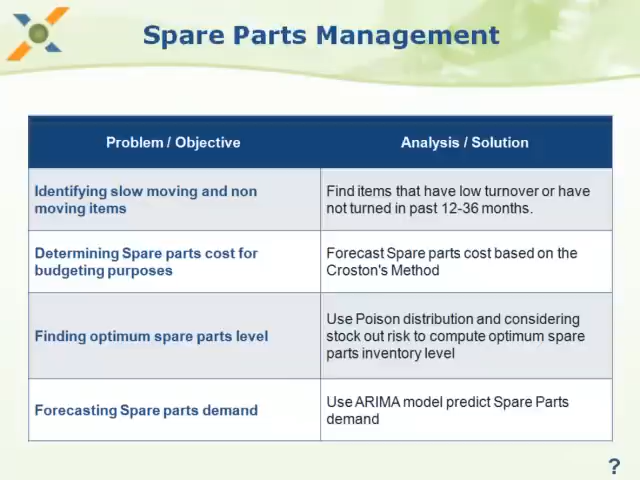 Spare Parts Management
Problem / Objective
Analysis / Solution
Identifying slow moving and non
moving items
Find items that have low turnover or have
not turned in past 12-36 months.
Determining Spare parts cost for
budgeting purposes
Forecast Spare parts cost based on the
Croston's Method
Finding optimum spare parts level
Use Poison distribution and considering
stock out risk to compute optimum spare
parts inventory level
Forecasting Spare parts demand
Use ARIMA model predict Spare Parts
demand
?